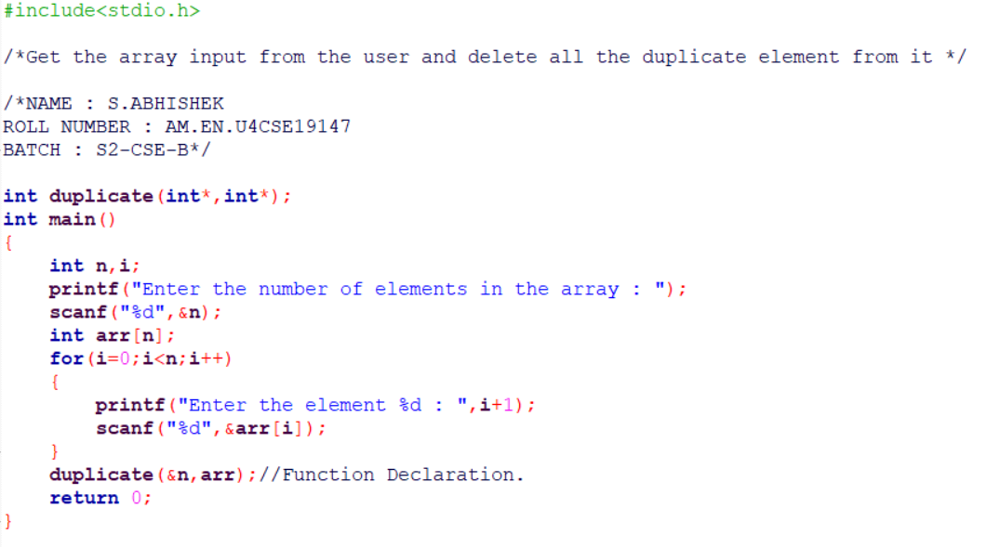 #include<stdio.h>
/*Get the array input from the user and delete all the duplicate element from it */
/*NAME : S.ABHISHEK
ROLL NUMBER : AM.EN.U4CSE19147
BATCH : S2-CSE-B*/
int duplicate(int*,int*);
int main()
{
    int n,i;
    printf("Enter the number of elements in the array : ");
    scanf("%d",&n);
    int arr[n];
    for(i=0;i<n;i++)
    {
        printf("Enter the element %d : ",i+1);
        scanf("%d",&arr[i]);
    }
    duplicate(&n,arr);//Function Declaration.
    return 0;
}